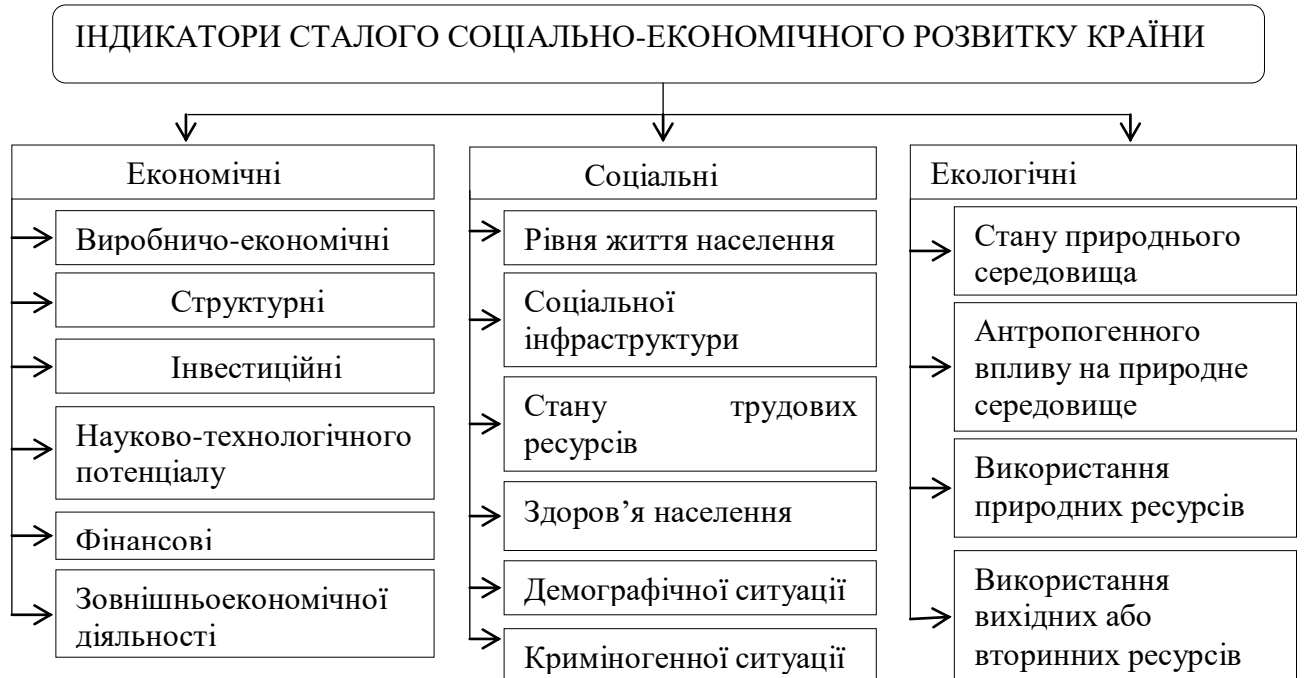 ІНДИКАТОРИ СТАЛОГО СОЦІАЛЬНО-ЕКОНОМІЧНОГО РОЗВИТКУ КРАЇНИ
Економічні
Виробничо-економічні
Структурні
Інвестиційні
Науково-технологічного
потенціалу
Фінансові
Зовнішньоекономічної
діяльності
Соціальні
Рівня життя населення
Соціальної
інфраструктури
Стану трудових
ресурсів
Здоров’я населення
Демографічної ситуації
Криміногенної ситуації
Екологічні
Стану природнього
середовища
Антропогенного
впливу на природне
середовище
Використання
природних ресурсів
Використання
вихідних або
вторинних ресурсів